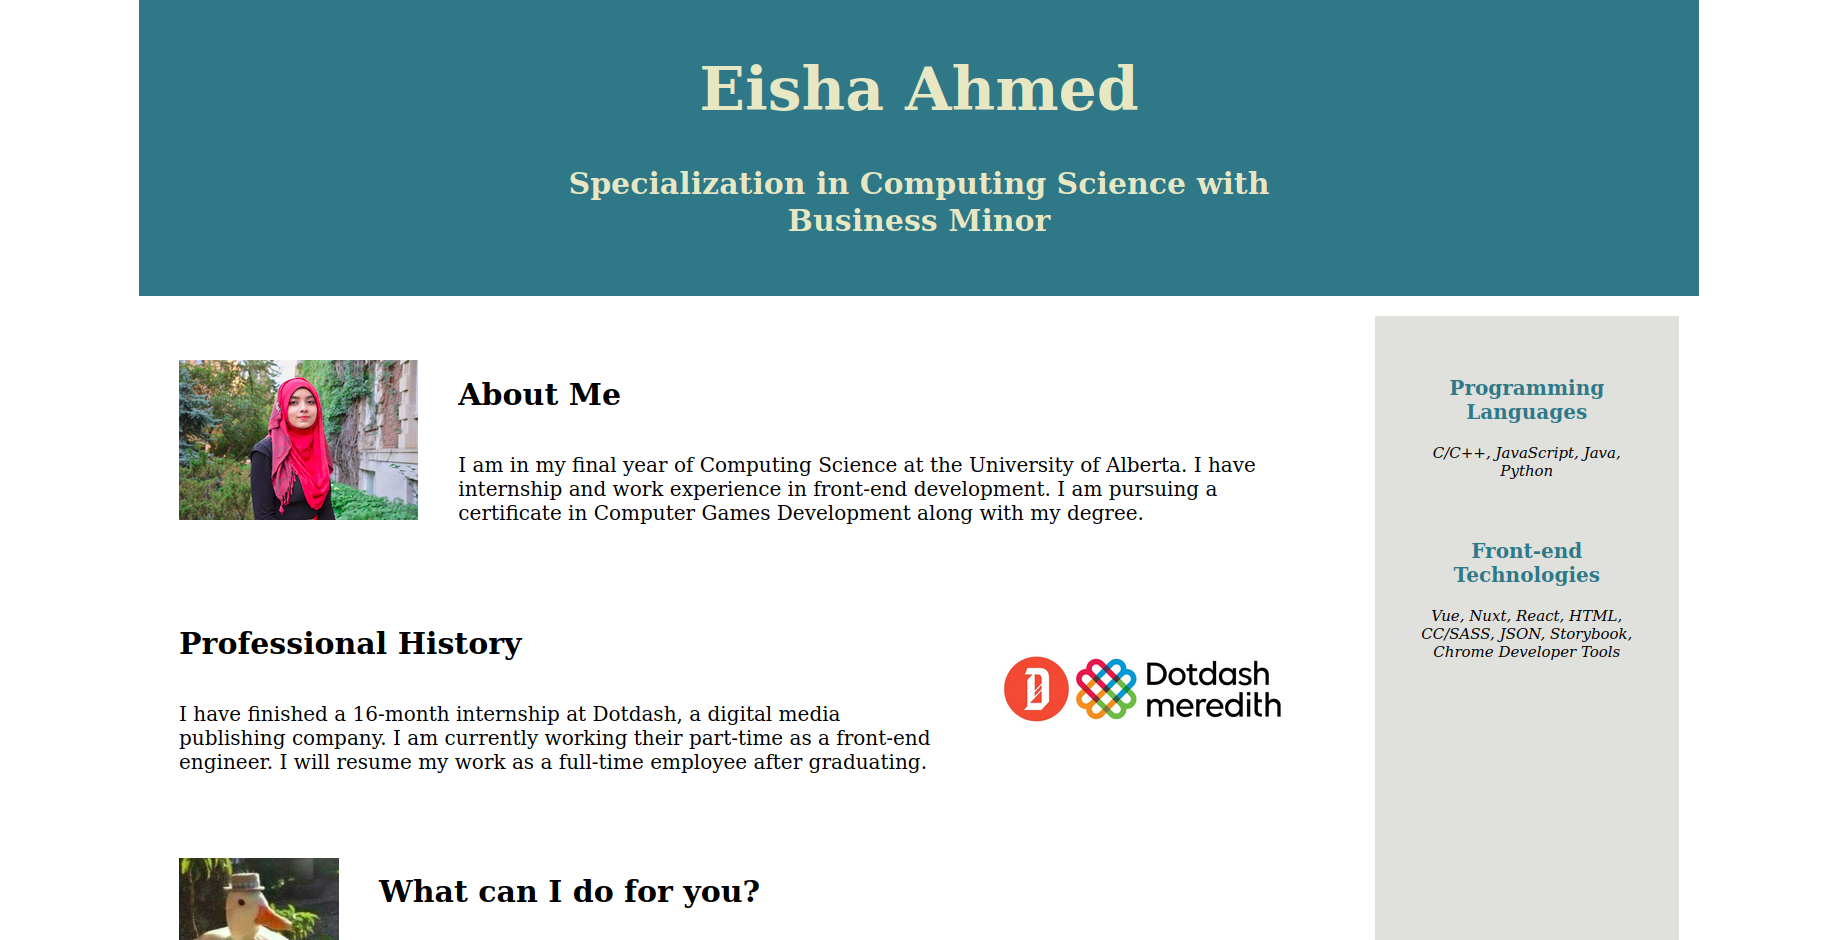 Eisha Ahmed
Specialization in Computing Science with
Business Minor
About Me
I am in my final year of Computing Science at the University of Alberta. I have
internship and work experience in front-end development. I am pursuing a
certificate in Computer Games Development along with my degree.
Professional History
I have finished a 16-month internship at Dotdash, a digital media
publishing company. I am currently working their part-time as a front-end
engineer. I will resume my work as a full-time employee after graduating.
D
Dotdash
meredith
What can I do for you?
Programming
Languages
C/C++, JavaScript, Java,
Python
Front-end
Technologies
Vue, Nuxt, React, HTML,
CC/SASS, JSON, Storybook,
Chrome Developer Tools